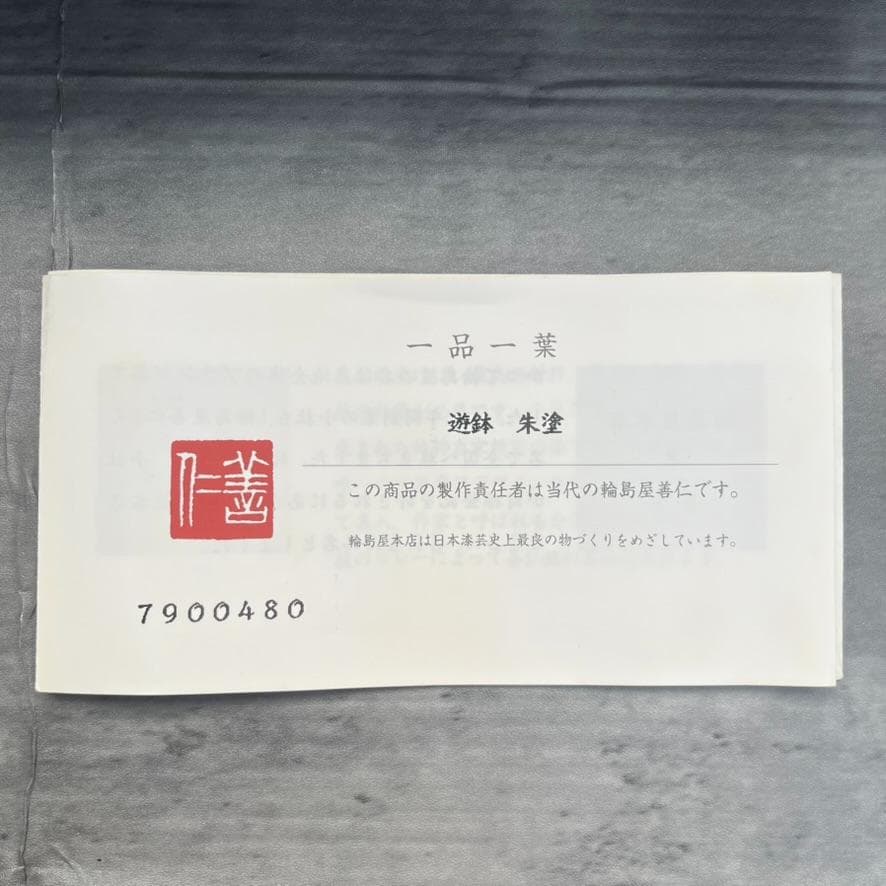 一品一葉
遊鉢　朱塗
善仁
この商品の製作責任者は当代の輪島屋善仁です。
輪島屋本店は日本漆芸史上最良の物づくりをめざしています。
7900480